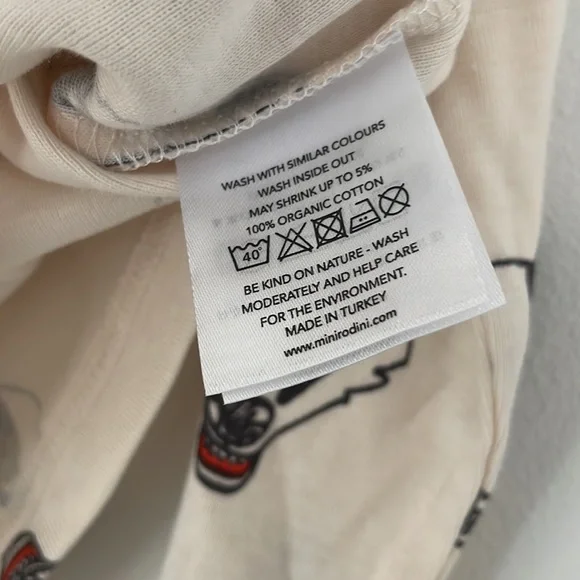 WASH WITH SIMILAR COLOURS
WASH INSIDE OUT
MAY SHRINK UP TO 5%
100% ORGANIC COTTON
40°
BE KIND ON NATURE - WASH
MODERATELY AND HELP CARE
FOR THE ENVIRONMENT.
MADE IN TURKEY
www.minirodini.com